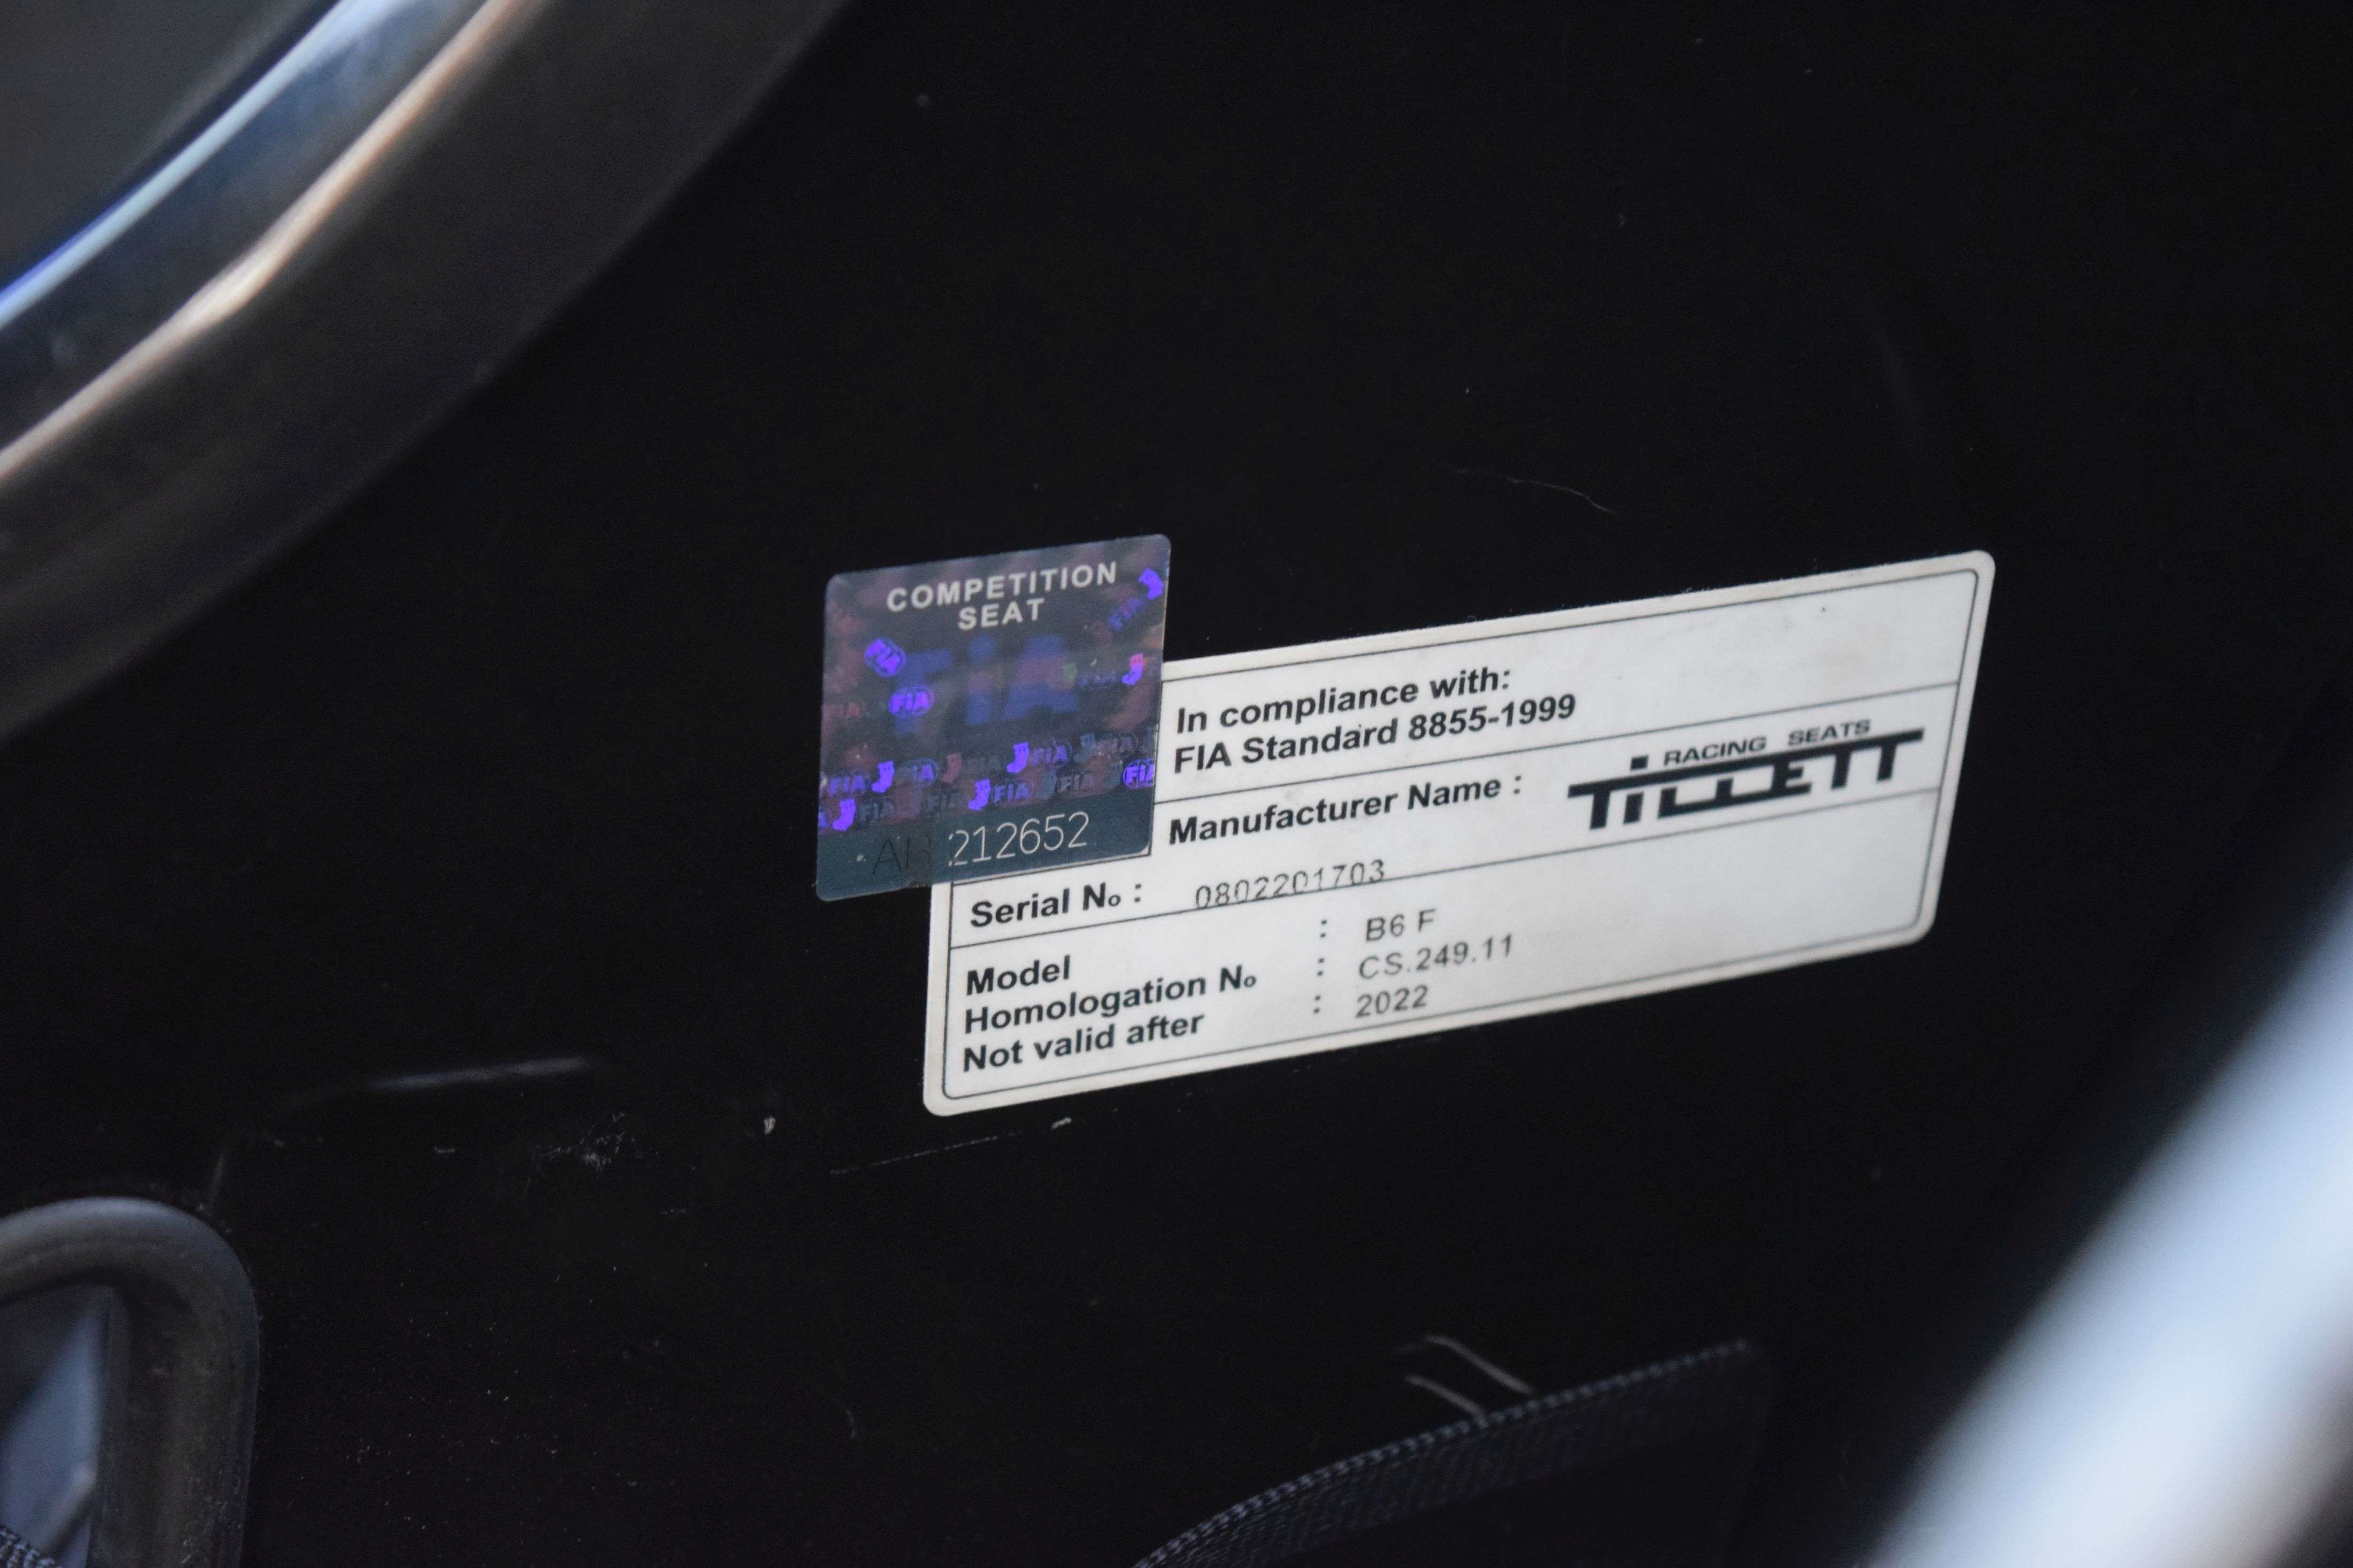 COMPETITION
SEAT
FIA
212652
In compliance with:
FIA Standard 8855-1999
Manufacturer Name :
RACING SEATS
TiLLETT
Serial No : 0802201703
Model : B6 F
Homologation No : CS.249.11
Not valid after : 2022